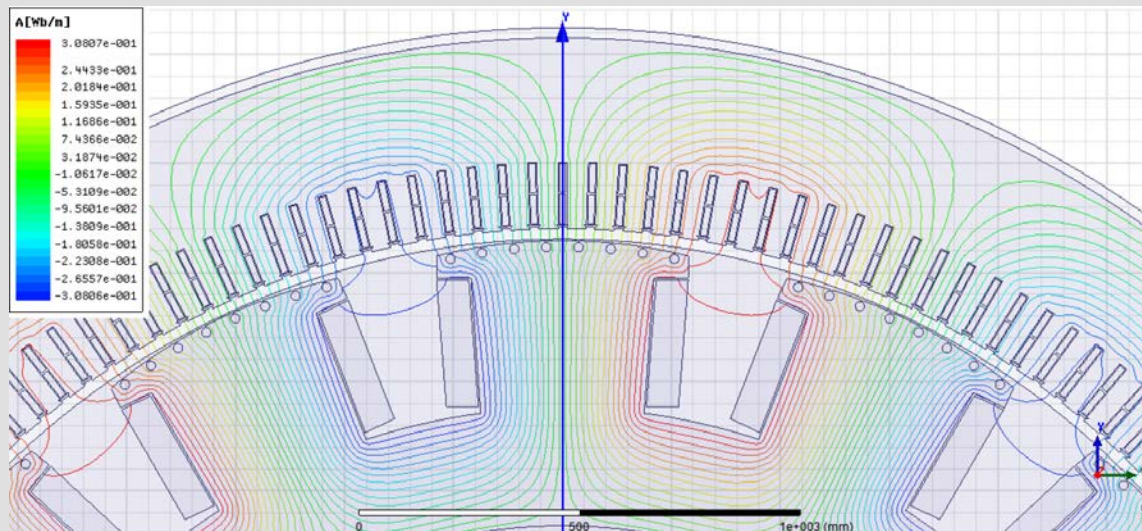 A[Wb/m]
3.0807e-001
2.4433e-001
2.0184e-001
1.5935e-001
1.1686e-001
7.4366e-002
3.1874e-002
-1.0617e-002
-5.3109e-002
-9.5601e-002
-1.3809e-001
-1.8058e-001
-2.2308e-001
-2.6557e-001
-3.0806e-001
Y
Y
0 500 1e+003 (mm)